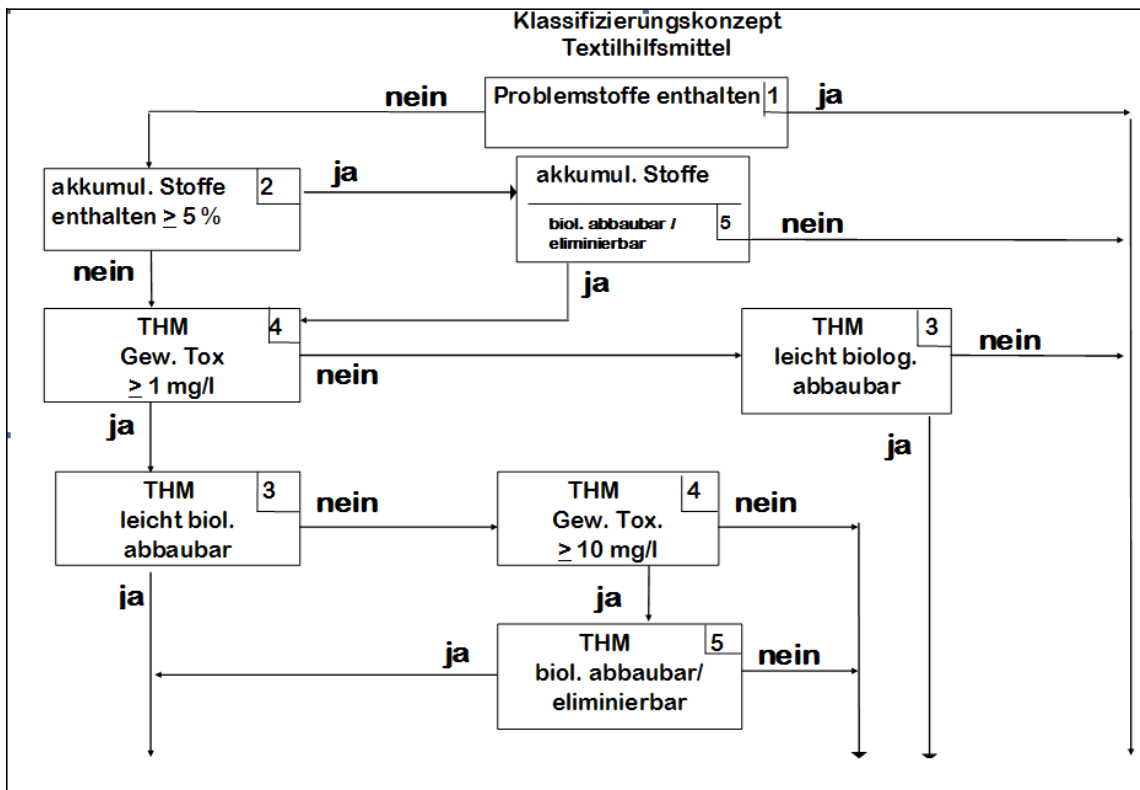 Klassifizierungskonzept
Textilhilfsmittel
nein
Problemstoffe enthalten 1
ja
akkumul. Stoffe 2
enthalten ≥ 5 %
ja
akkumul. Stoffe
biol. abbaubar / 5
eliminierbar
nein
nein
ja
THM 4
Gew. Tox
≥ 1 mg/l
nein
THM 3
leicht biolog.
abbaubar
nein
ja
ja
THM 3
leicht biol.
abbaubar
nein
THM 4
Gew. Tox.
≥ 10 mg/l
nein
ja
ja
THM 5
biol. abbaubar/
eliminierbar
ja
nein